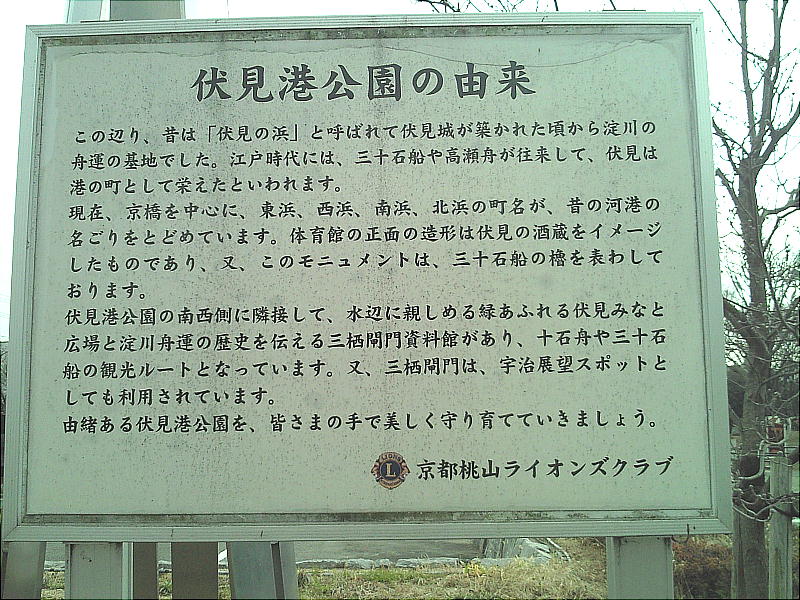 伏見港公園の由来
この辺り、昔は「伏見の浜」と呼ばれて伏見城が築かれた頃から淀川の
舟運の基地でした。江戸時代には、三十石船や高瀬舟が往来して、伏見は
港の町として栄えたといわれます。
現在、京橋を中心に、東浜、西浜、南浜、北浜の町名が、昔の河港の
名ごりをとどめています。体育館の正面の造形は伏見の酒蔵をイメージ
したものであり、又、このモニュメントは、三十石船の櫓を表わして
おります。
伏見港公園の南西側に隣接して、水辺に親しめる緑あふれる伏見みなと
広場と淀川舟運の歴史を伝える三栖閘門資料館があり、十石舟や三十石
船の観光ルートとなっています。又、三栖閘門は、宇治展望スポットと
しても利用されています。
由緒ある伏見港公園を、皆さまの手で美しく守り育てていきましょう。
LIONS
L
京都桃山ライオンズクラブ